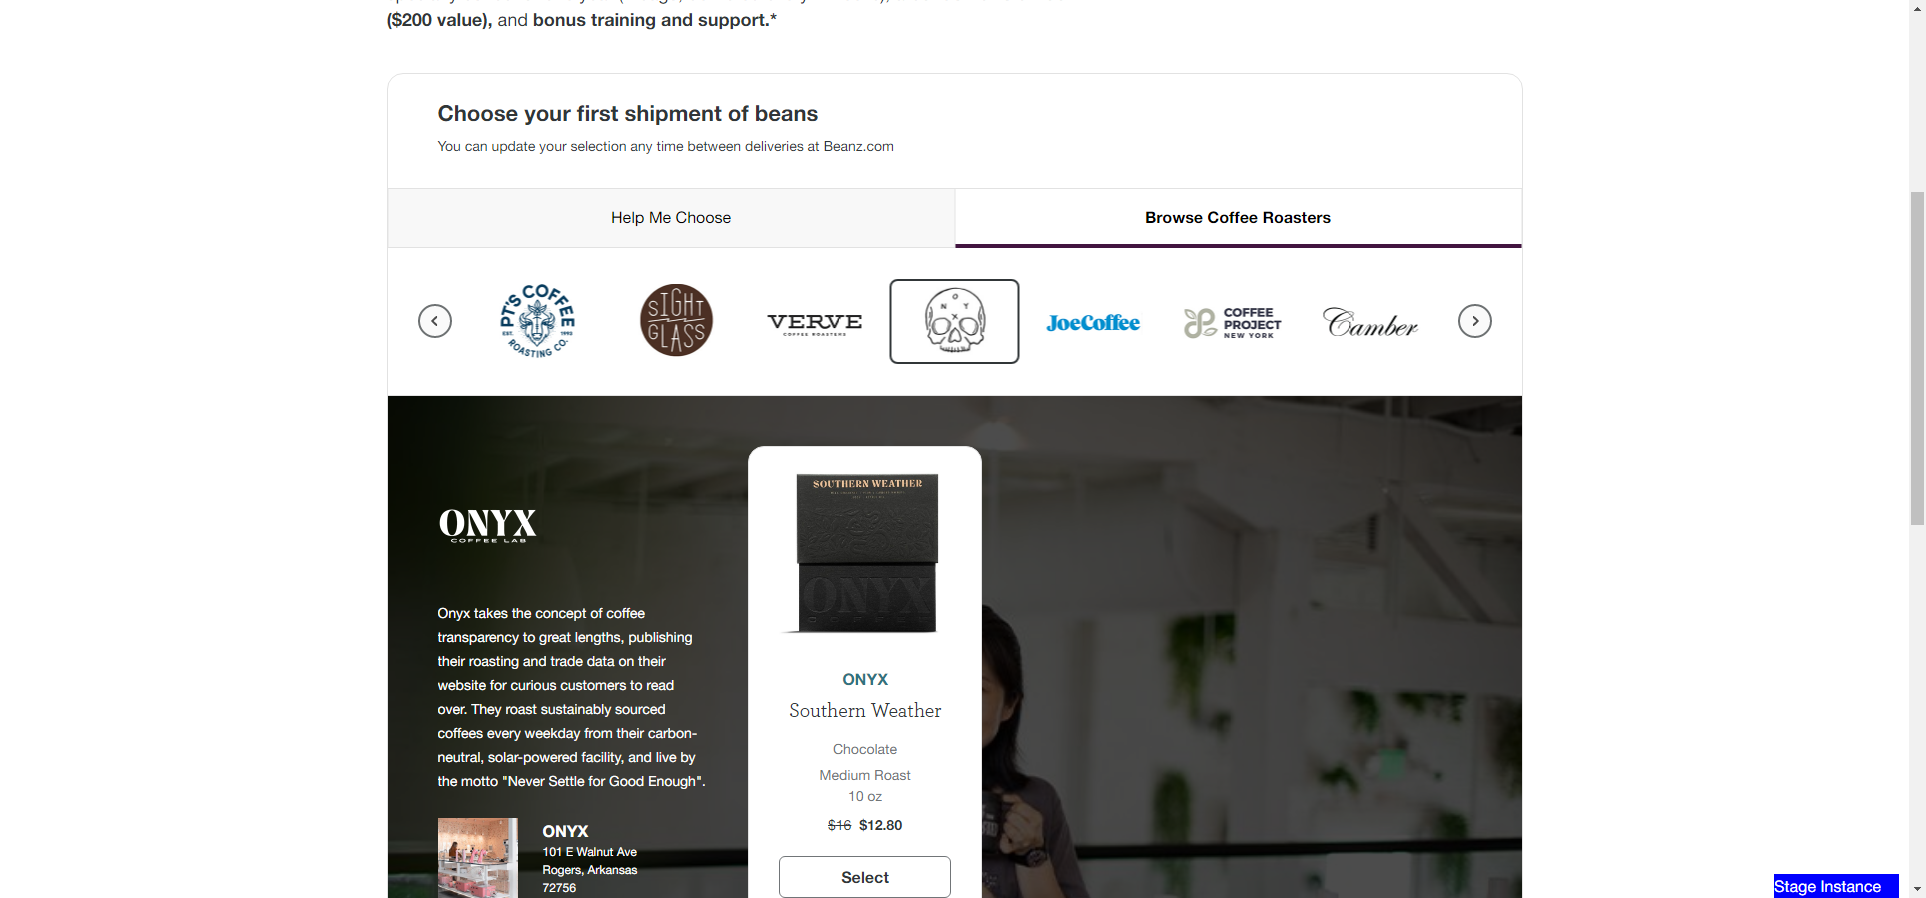 ($200 value), and bonus training and support.*
Choose your first shipment of beans
You can update your selection any time between deliveries at Beanz.com
Help Me Choose
Browse Coffee Roasters
PT'S COFFEE
EST. 1993
ROASTING CO.
SIGHT
GLASS
VERVE
COFFEE ROASTERS
O
N Y
X
JoeCoffee
COFFEE
PROJECT
NEW YORK
Camber
ONYX
COFFEE LAB
Onyx takes the concept of coffee
transparency to great lengths, publishing
their roasting and trade data on their
website for curious customers to read
over. They roast sustainably sourced
coffees every weekday from their carbon-
neutral, solar-powered facility, and live by
the motto "Never Settle for Good Enough".
ONYX
101 E Walnut Ave
Rogers, Arkansas
72756
SOUTHERN WEATHER
ONYX
COFFEE
ONYX
Southern Weather
Chocolate
Medium Roast
10 oz
$16 $12.80
Select
Stage Instance